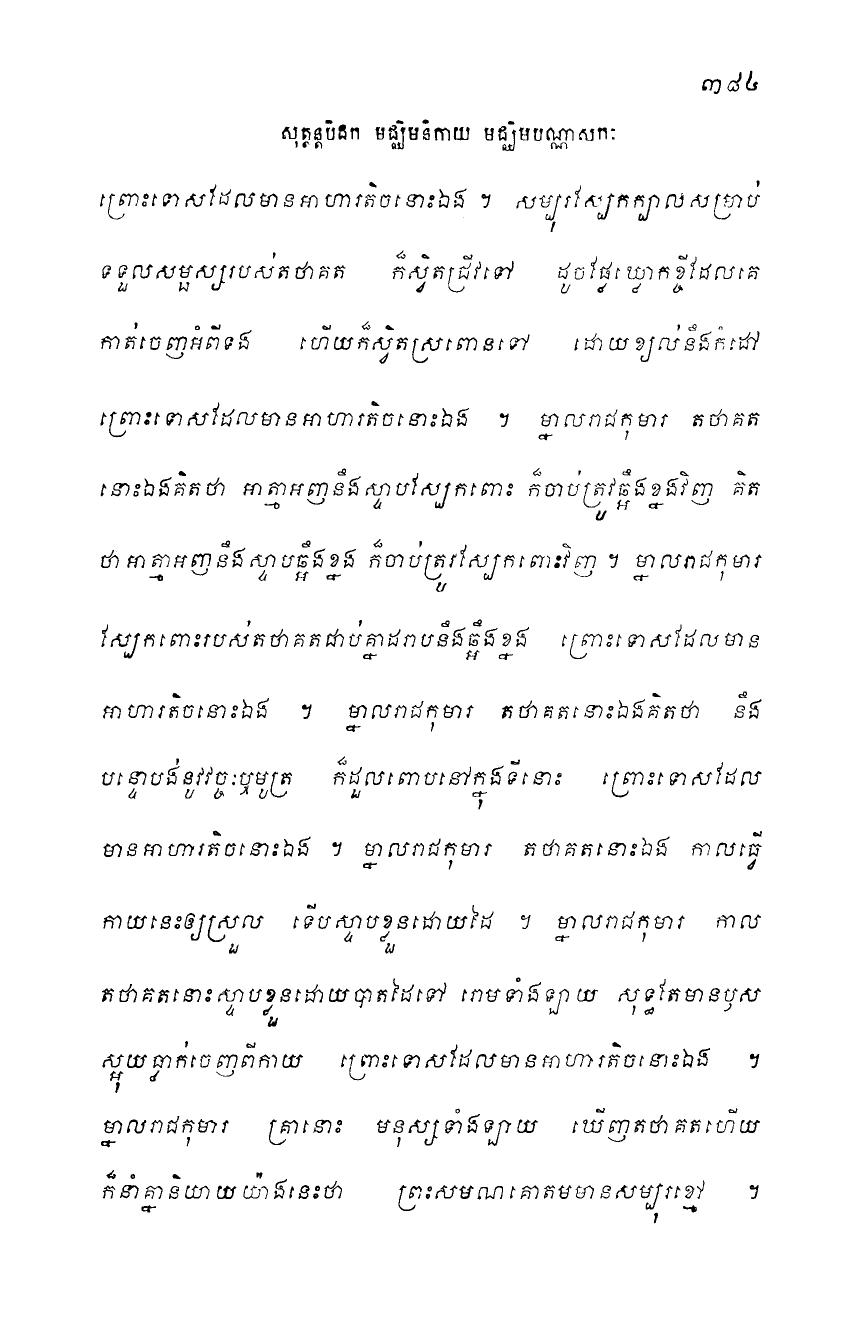 ៣៨៤
សុត្តន្តបិដក មជ្ឈិមនិកាយ មជ្ឈិមបណ្ណាសកៈ
ព្រោះទោសដែលមានអាហារតិចនោះឯង ។ សម្បុរស្បែកក្បាលសម្រាប់
ទទួលសម្ផស្សរបស់តថាគត ក៏ស្វិតជ្រីវទៅ ដូចផ្លែឃ្លោកខ្ចីដែលគេ
កាត់ចេញអំពីទង ហើយក៏ស្វិតស្រពោនទៅ ដោយខ្យល់នឹងកំដៅ
ព្រោះទោសដែលមានអាហារតិចនោះឯង ។ ម្នាលរាជកុមារ តថាគត
នោះឯងគិតថា អាត្មាអញនឹងស្ទាបស្បែកពោះ ក៏ចាប់ត្រូវឆ្អឹងខ្នងវិញ គិត
ថាអាត្មាអញនឹងស្ទាបឆ្អឹងខ្នង ក៏ចាប់ត្រូវស្បែកពោះវិញ ។ ម្នាលរាជកុមារ
ស្បែកពោះរបស់តថាគតជាប់គ្នាដរាបនឹងឆ្អឹងខ្នង ព្រោះទោសដែលមាន
អាហារតិចនោះឯង ។ ម្នាលរាជកុមារ តថាគតនោះឯងគិតថា នឹង
បន្ទោបង់នូវវច្ចៈឬមូត្រ ក៏ដួលពោបនៅក្នុងទីនោះ ព្រោះទោសដែល
មានអាហារតិចនោះឯង ។ ម្នាលរាជកុមារ តថាគតនោះឯង កាលធ្វើ
កាយនេះឲ្យស្រួល ទើបស្ទាបខ្លួនដោយដៃ ។ ម្នាលរាជកុមារ កាល
តថាគតនោះស្ទាបខ្លួនដោយបាតដៃទៅ រោមទាំងឡាយ សុទ្ធតែមានឫស
ស្អុយធ្លាក់ចេញពីកាយ ព្រោះទោសដែលមានអាហារតិចនោះឯង ។
ម្នាលរាជកុមារ គ្រានោះ មនុស្សទាំងឡាយ ឃើញតថាគតហើយ
ក៏នាំគ្នានិយាយយ៉ាងនេះថា ព្រះសមណគោតមមានសម្បុរខ្មៅ ។